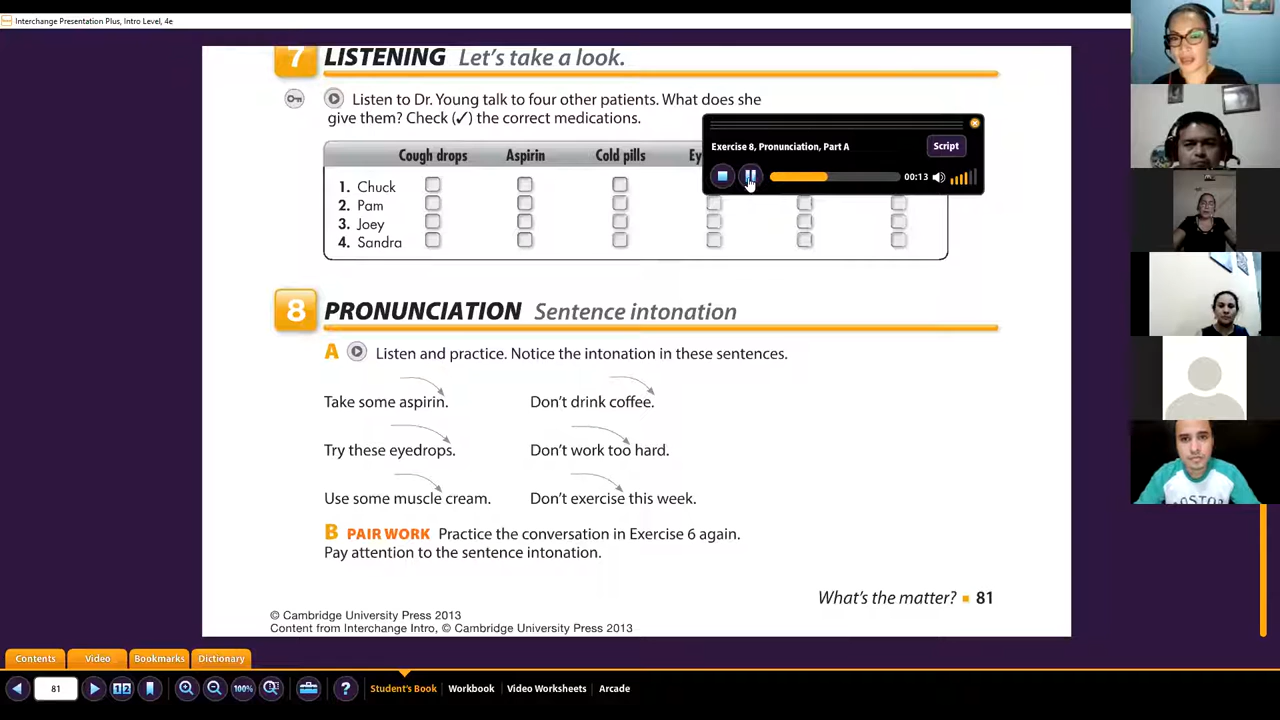 Interchange Presentation Plus, Intro Level, 4e
7 LISTENING Let's take a look.
Listen to Dr. Young talk to four other patients. What does she
give them? Check (✓) the correct medications.
Exercise 8, Pronunciation, Part A
Script
00:13
Cough drops Aspirin Cold pills Ey
1. Chuck
2. Pam
3. Joey
4. Sandra
8 PRONUNCIATION Sentence intonation
A Listen and practice. Notice the intonation in these sentences.
Take some aspirin. Don't drink coffee.
Try these eyedrops. Don't work too hard.
Use some muscle cream. Don't exercise this week.
B PAIR WORK Practice the conversation in Exercise 6 again.
Pay attention to the sentence intonation.
What's the matter? ▪ 81
© Cambridge University Press 2013
Content from Interchange Intro, © Cambridge University Press 2013
Contents Video Bookmarks Dictionary
81 12 100% ? Student's Book Workbook Video Worksheets Arcade